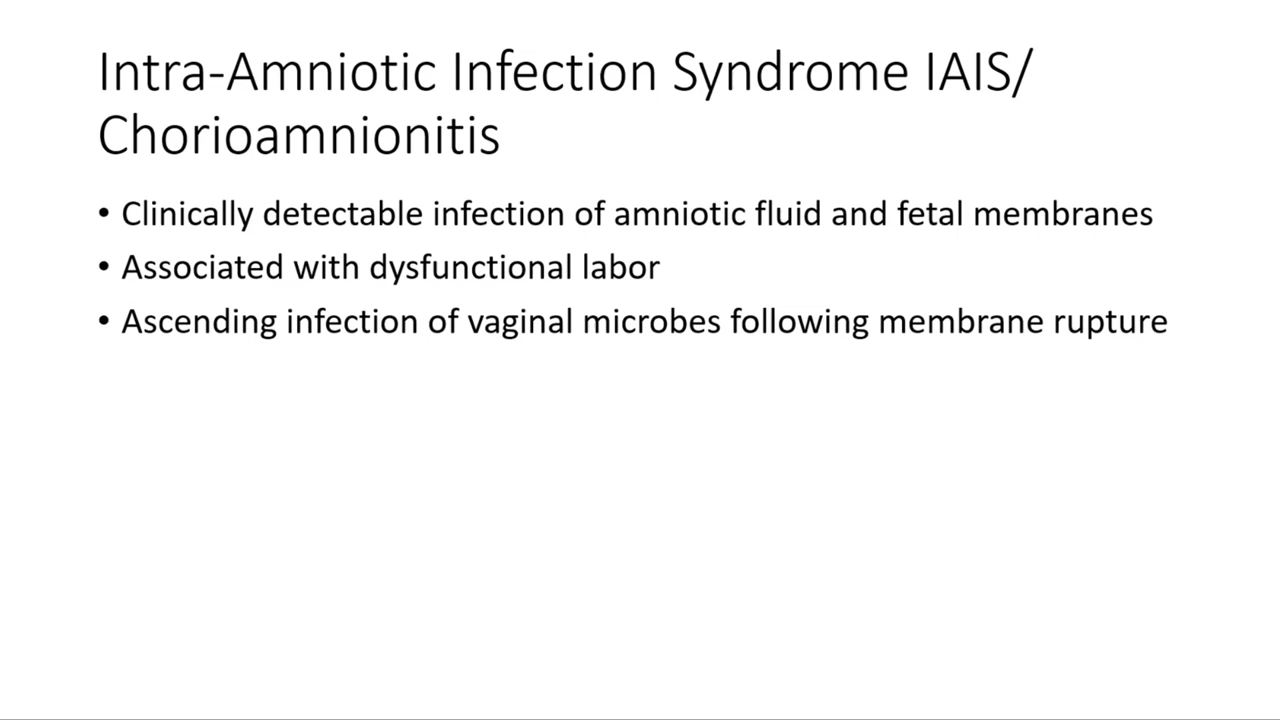 Intra-Amniotic Infection Syndrome IAIS/
Chorioamnionitis
• Clinically detectable infection of amniotic fluid and fetal membranes
• Associated with dysfunctional labor
• Ascending infection of vaginal microbes following membrane rupture